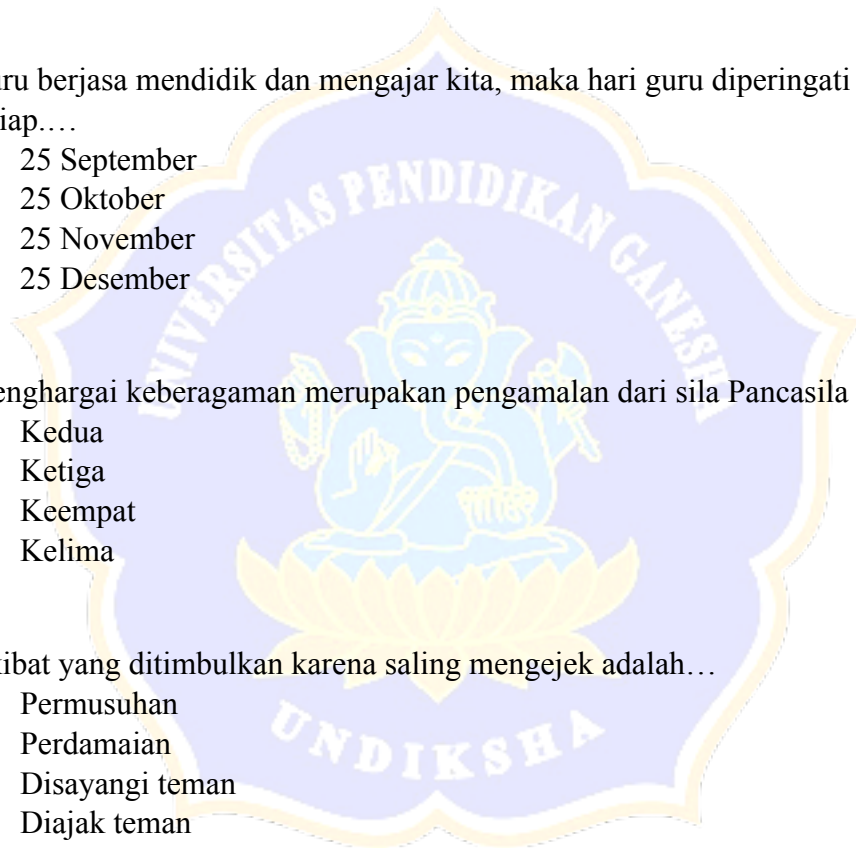 ru berjasa mendidik dan mengajar kita, maka hari guru diperingati
iap.…
25 September
25 Oktober
25 November
25 Desember
enghargai keberagaman merupakan pengamalan dari sila Pancasila
Kedua
Ketiga
Keempat
Kelima
ibat yang ditimbulkan karena saling mengejek adalah…
Permusuhan
Perdamaian
Disayangi teman
Diajak teman
UNIVERSITAS PENDIDIKAN GANESHA
UNDIKSHA